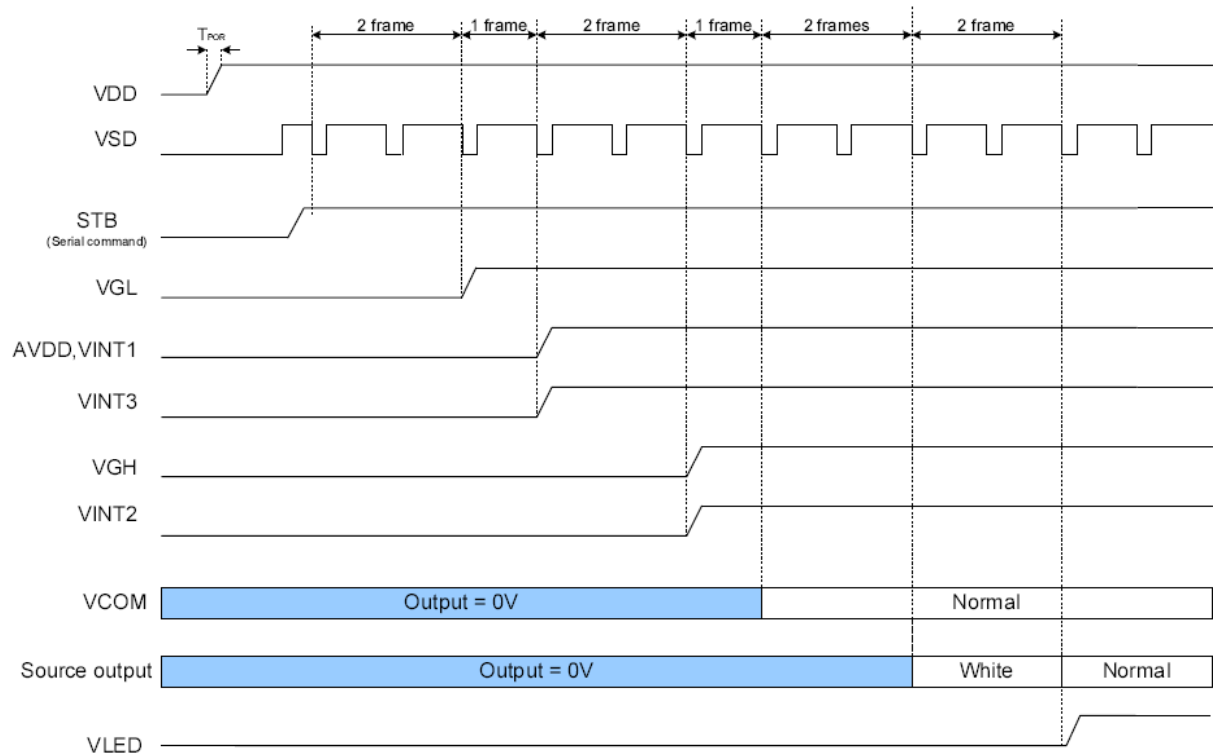 2 frame 1 frame 2 frame 1 frame 2 frames 2 frame
TPOR
VDD
VSD
STB
(Serial command)
VGL
AVDD,VINT1
VINT3
VGH
VINT2
VCOM Output = 0V Normal
Source output Output = 0V White Normal
VLED